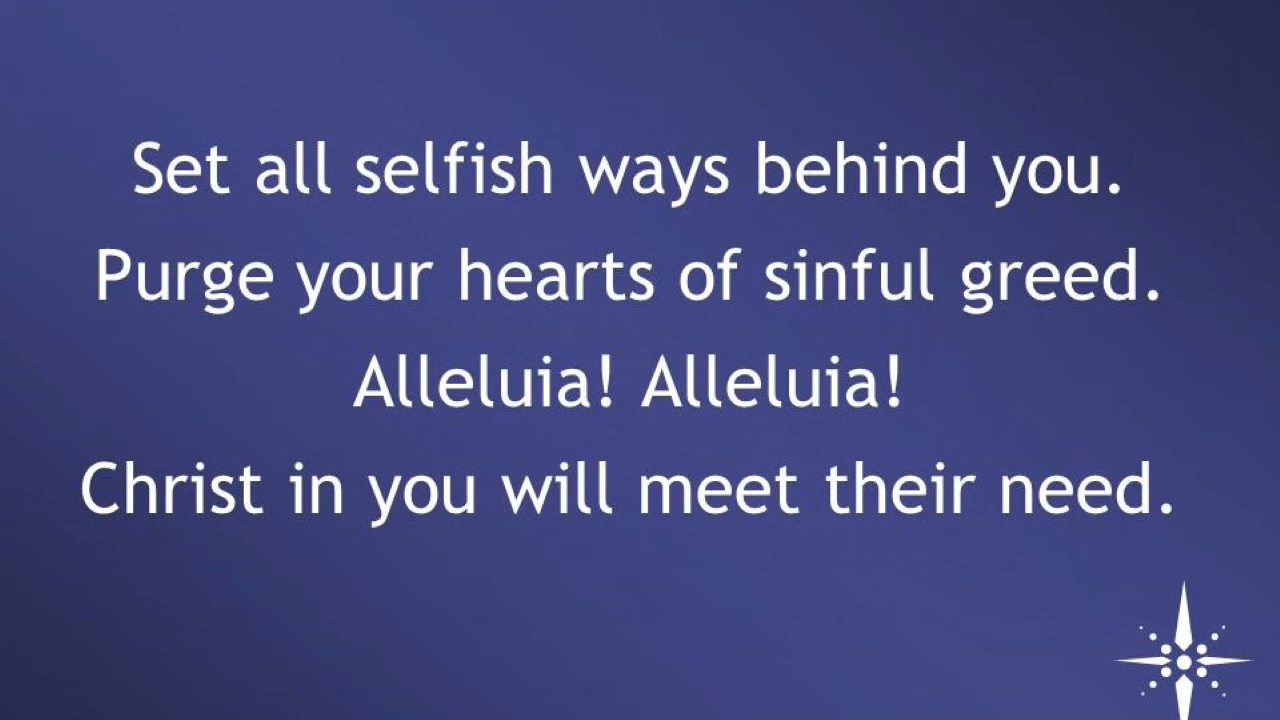 Set all selfish ways behind you.
Purge your hearts of sinful greed.
Alleluia! Alleluia!
Christ in you will meet their need.